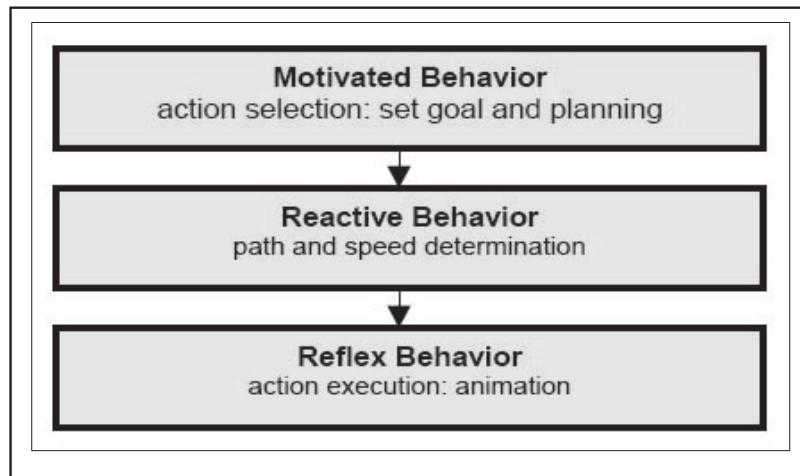 Motivated Behavior
action selection: set goal and planning
Reactive Behavior
path and speed determination
Reflex Behavior
action execution: animation